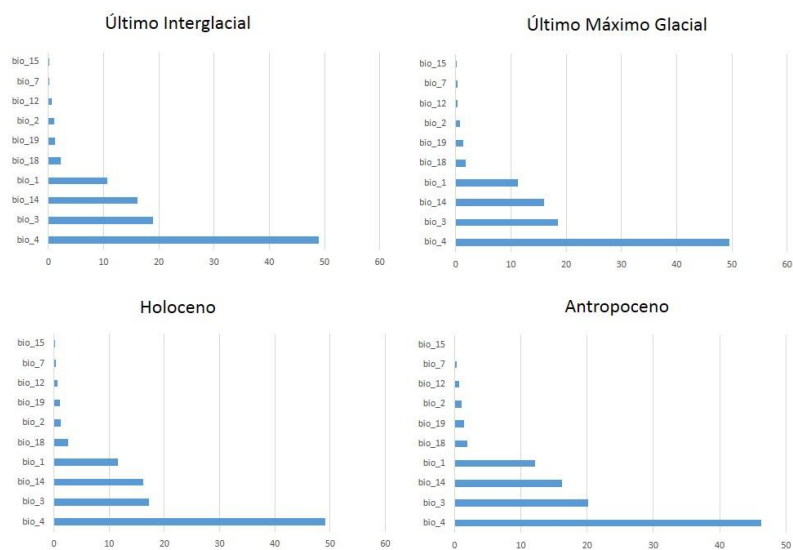 Último Interglacial
bio_15
bio_7
bio_12
bio_2
bio_19
bio_18
bio_1
bio_14
bio_3
bio_4
0 10 20 30 40 50 60
Último Máximo Glacial
bio_15
bio_7
bio_12
bio_2
bio_19
bio_18
bio_1
bio_14
bio_3
bio_4
0 10 20 30 40 50 60
Holoceno
bio_15
bio_7
bio_12
bio_19
bio_2
bio_18
bio_1
bio_14
bio_3
bio_4
0 10 20 30 40 50 60
Antropoceno
bio_15
bio_7
bio_12
bio_2
bio_19
bio_18
bio_1
bio_14
bio_3
bio_4
0 10 20 30 40 50